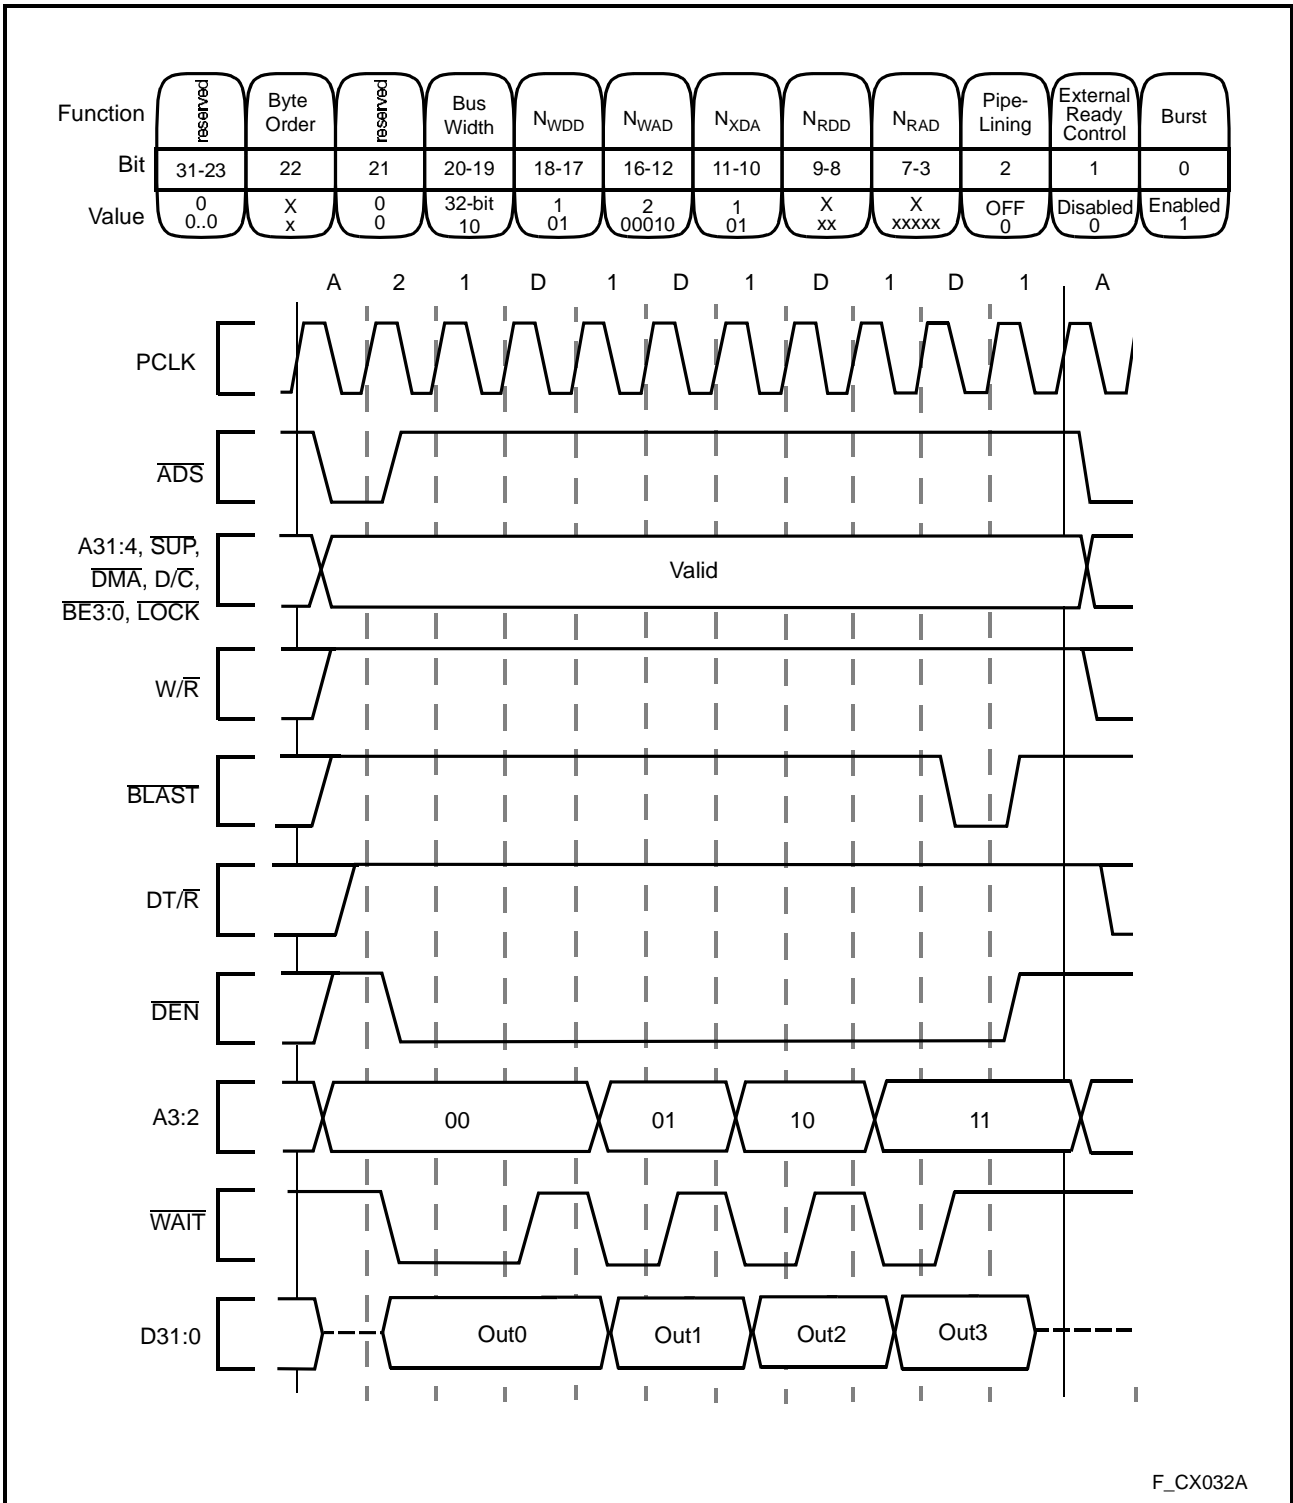 Function reserved Byte Order reserved Bus Width NWDD NWAD NXDA NRDD NRAD Pipe-Lining External Ready Control Burst
Bit 31-23 22 21 20-19 18-17 16-12 11-10 9-8 7-3 2 1 0
Value 0 X 0 32-bit 1 2 1 X X OFF Disabled Enabled
0..0 x 0 10 01 00010 01 xx xxxxx 0 0 1
A 2 1 D 1 D 1 D 1 D 1 A
PCLK
ADS
A31:4, SUP,
DMA, D/C,
BE3:0, LOCK
Valid
W/R
BLAST
DT/R
DEN
A3:2 00 01 10 11
WAIT
D31:0 Out0 Out1 Out2 Out3
F_CX032A